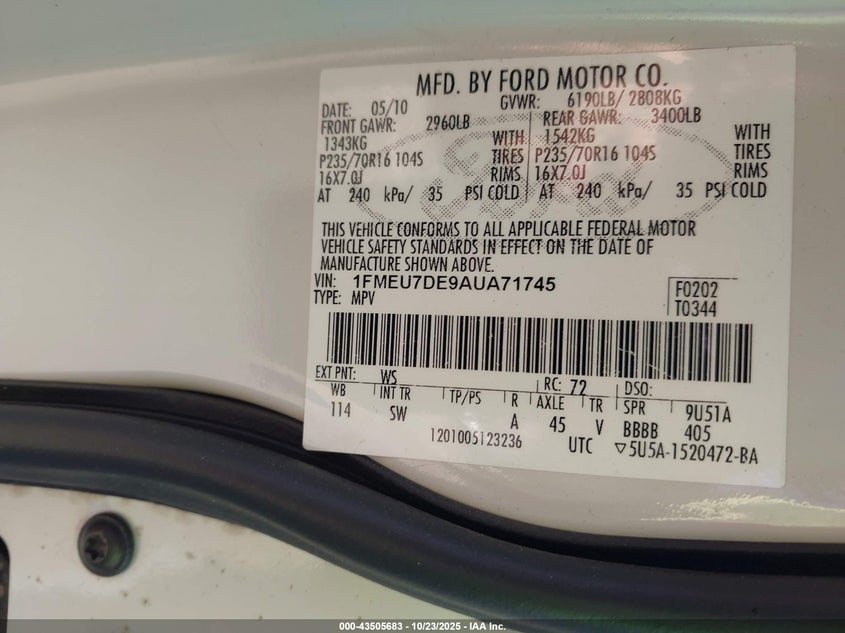 MFD. BY FORD MOTOR CO.
DATE: 05/10 GVWR: 6190LB/ 2808KG
FRONT GAWR: 2960LB REAR GAWR: 3400LB
1343KG WITH 1542KG WITH
P235/70R16 104S TIRES P235/70R16 104S TIRES
16X7.0J RIMS 16X7.0J RIMS
AT 240 kPa/ 35 PSI COLD AT 240 kPa/ 35 PSI COLD
THIS VEHICLE CONFORMS TO ALL APPLICABLE FEDERAL MOTOR
VEHICLE SAFETY STANDARDS IN EFFECT ON THE DATE OF
MANUFACTURE SHOWN ABOVE.
VIN: 1FMEU7DE9AUA71745
TYPE: MPV
F0202
T0344
EXT PNT: WS RC: 72 DSO:
WB INT TR TP/PS R AXLE TR SPR 9U51A
114 SW A 45 V BBBB 405
1201005123236 UTC ▽5U5A-1520472-BA
000-43505683 - 10/23/2025 - IAA Inc.